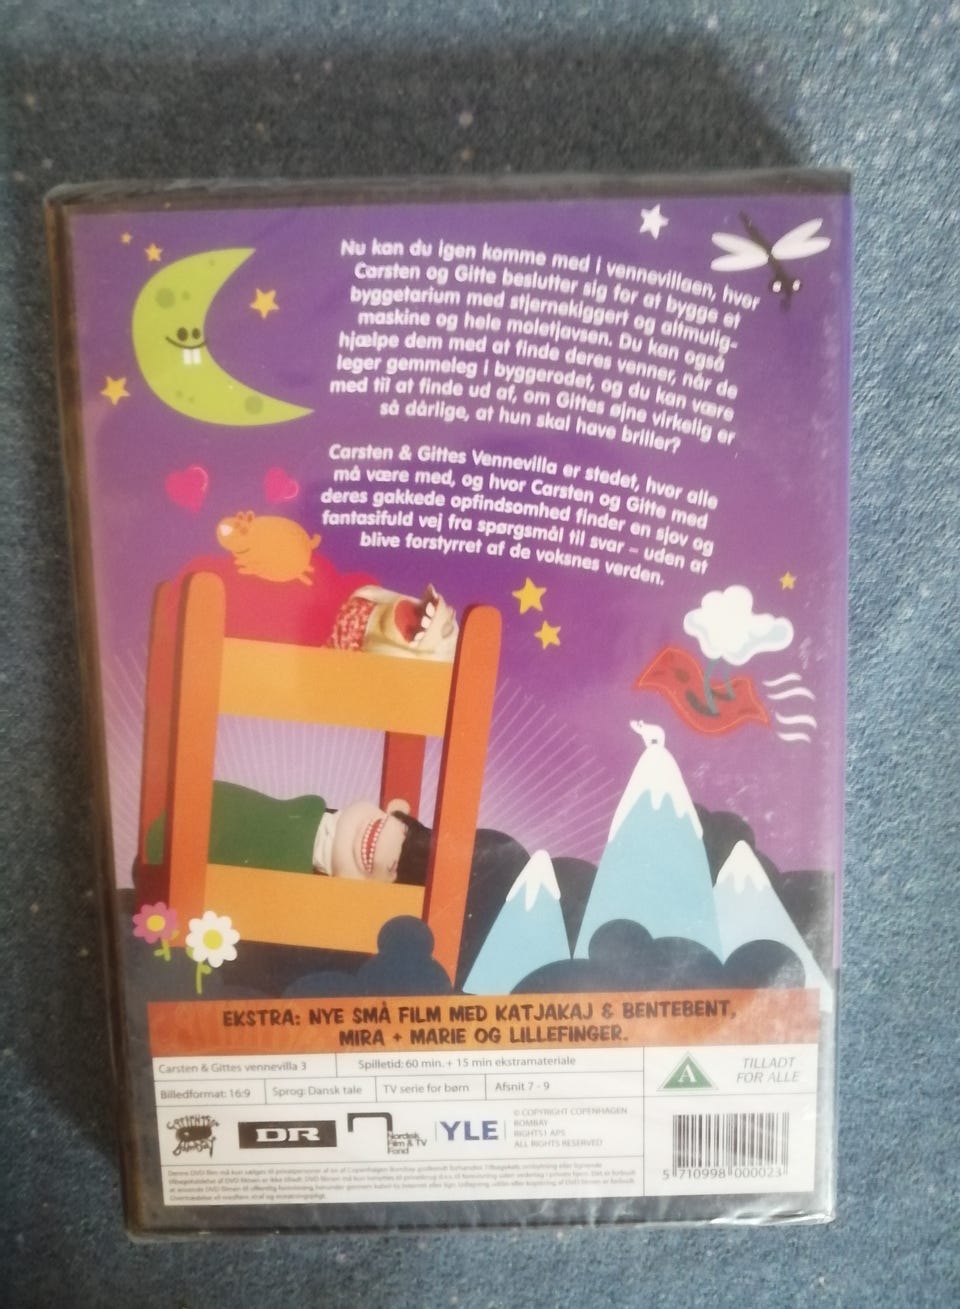 Nu kan du igen komme med i vennevillaen, hvor
Carsten og Gitte beslutter sig for at bygge et
byggetarium med stjernekiggert og altmulig-
maskine og hele moletjavsen. Du kan også
hjælpe dem med at finde deres venner, når de
leger gemmeleg i byggerodet, og du kan være
med til at finde ud af, om Gittes øjne virkelig er
så dårlige, at hun skal have briller?
Carsten & Gittes Vennevilla er stedet, hvor alle
må være med, og hvor Carsten og Gitte med
deres gakkede opfindsomhed finder en sjov og
fantasifuld vej fra spørgsmål til svar – uden at
blive forstyrret af de voksnes verden.
EKSTRA: NYE SMÅ FILM MED KATJAKAJ & BENTEBENT,
MIRA + MARIE OG LILLEFINGER.
Carsten & Gittes vennevilla 3
Spilletid: 60 min. + 15 min ekstramateriale
Billedformat: 16:9
Sprog: Dansk tale
TV serie for børn
Afsnit 7 - 9
A
TILLADT
FOR ALLE
DR
Nordisk
Film & TV
Fond
YLE
© COPYRIGHT COPENHAGEN
BOMBAY
RIGHTS1 APS
ALL RIGHTS RESERVED
5 710998 000023